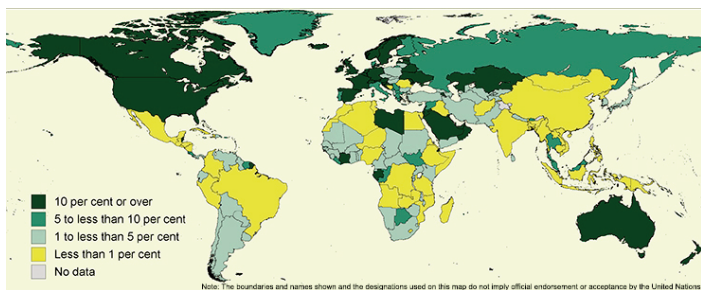 10 per cent or over
5 to less than 10 per cent
1 to less than 5 per cent
Less than 1 per cent
No data
Note: The boundaries and names shown and the designations used on this map do not imply official endorsement or acceptance by the United Nations